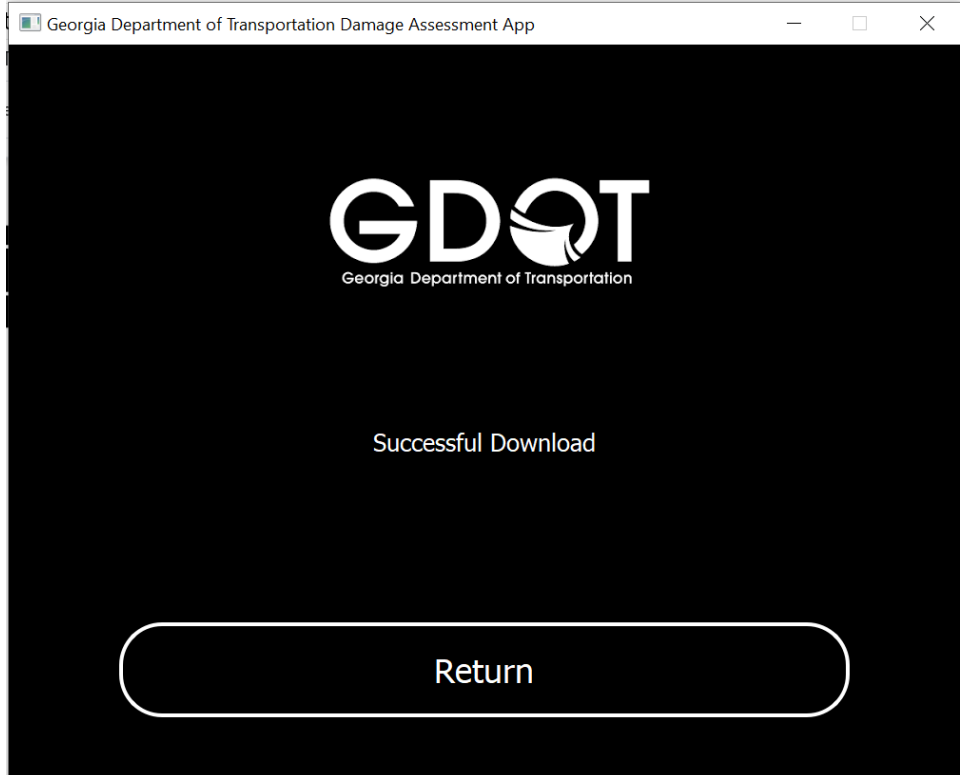 Georgia Department of Transportation Damage Assessment App
GDOT
Georgia Department of Transportation
Successful Download
Return